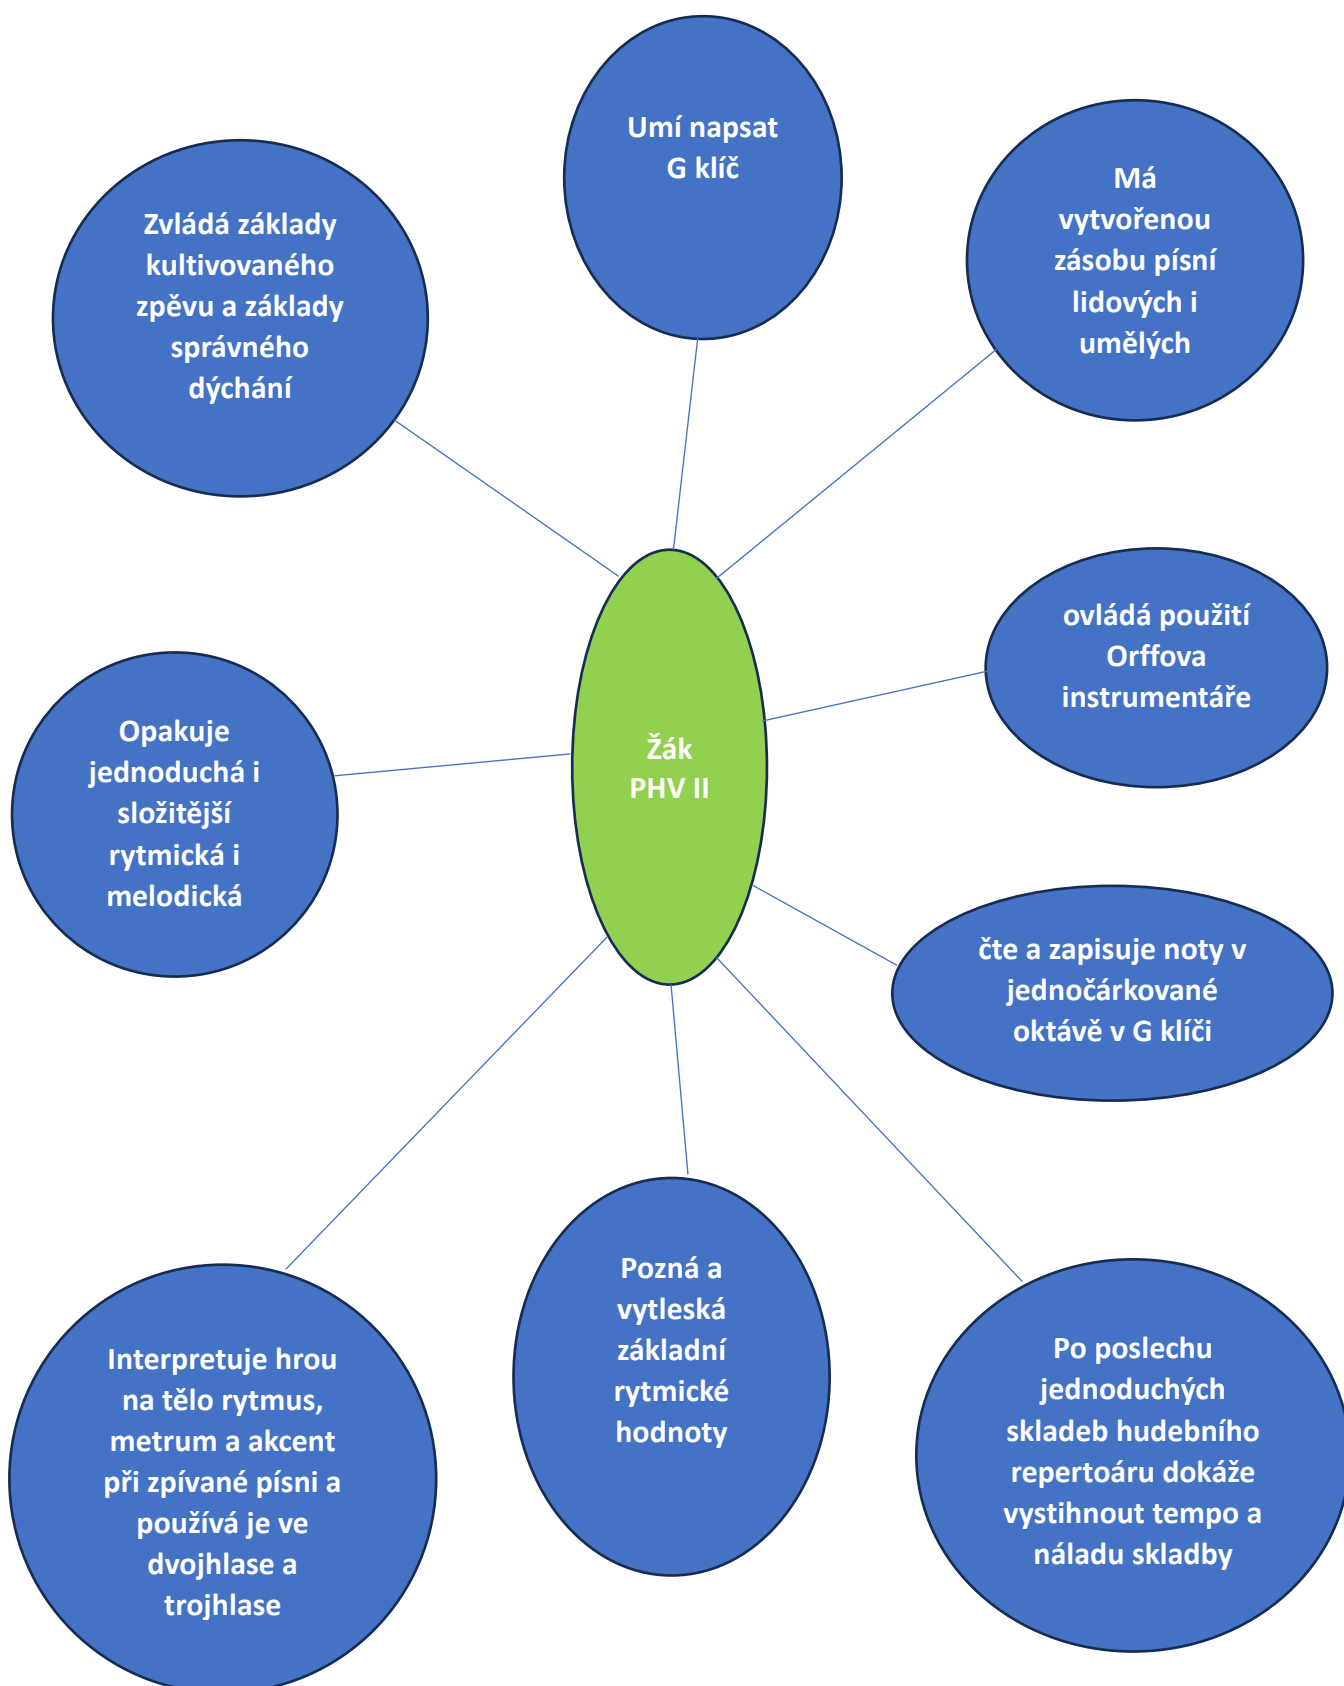 Umí napsat
G klíč
Má
vytvořenou
zásobu písní
lidových i
umělých
Zvládá základy
kultivovaného
zpěvu a základy
správného
dýchání
ovládá použití
Orffova
instrumentáře
Opakuje
jednoduchá i
složitější
rytmická i
melodická
Žák
PHV II
čte a zapisuje noty v
jednočárkované
oktávě v G klíči
Pozná a
vytleská
základní
rytmické
hodnoty
Interpretuje hrou
na tělo rytmus,
metrum a akcent
při zpívané písni a
používá je ve
dvojhlase a
trojhlase
Po poslechu
jednoduchých
skladeb hudebního
repertoáru dokáže
vystihnout tempo a
náladu skladby